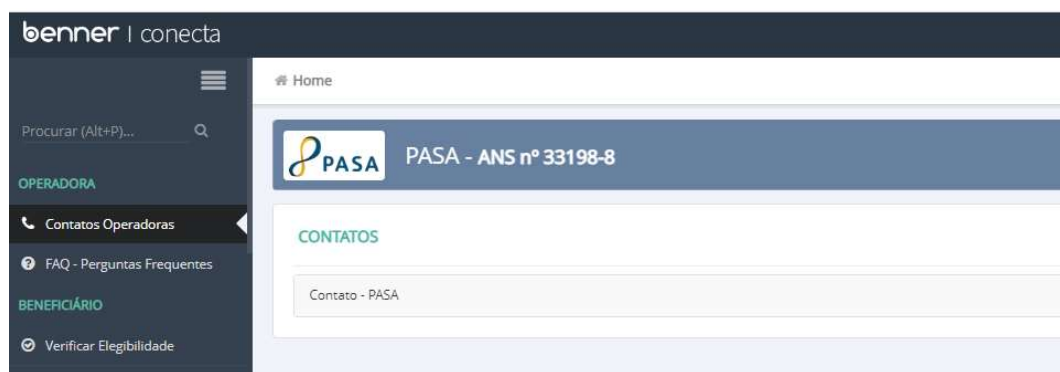 benner | conecta
Home
Procurar (Alt+P)...
PASA
PASA - ANS nº 33198-8
OPERADORA
Contatos Operadoras
CONTATOS
FAQ - Perguntas Frequentes
Contato - PASA
BENEFICIÁRIO
Verificar Elegibilidade